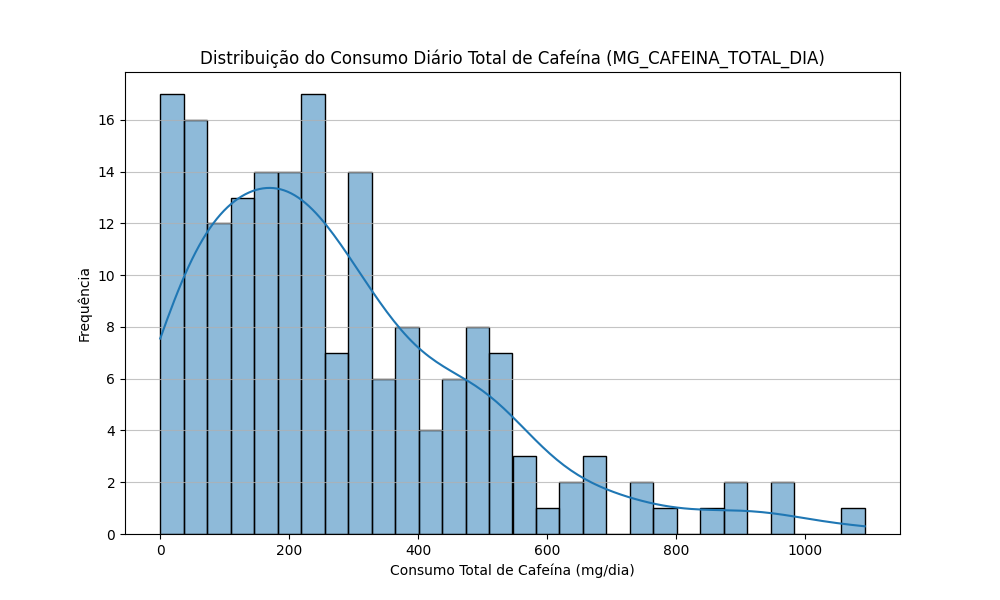 Distribuição do Consumo Diário Total de Cafeína (MG_CAFEINA_TOTAL_DIA)
16
14
12
10
8
6
4
2
0
Frequência
0 200 400 600 800 1000
Consumo Total de Cafeína (mg/dia)